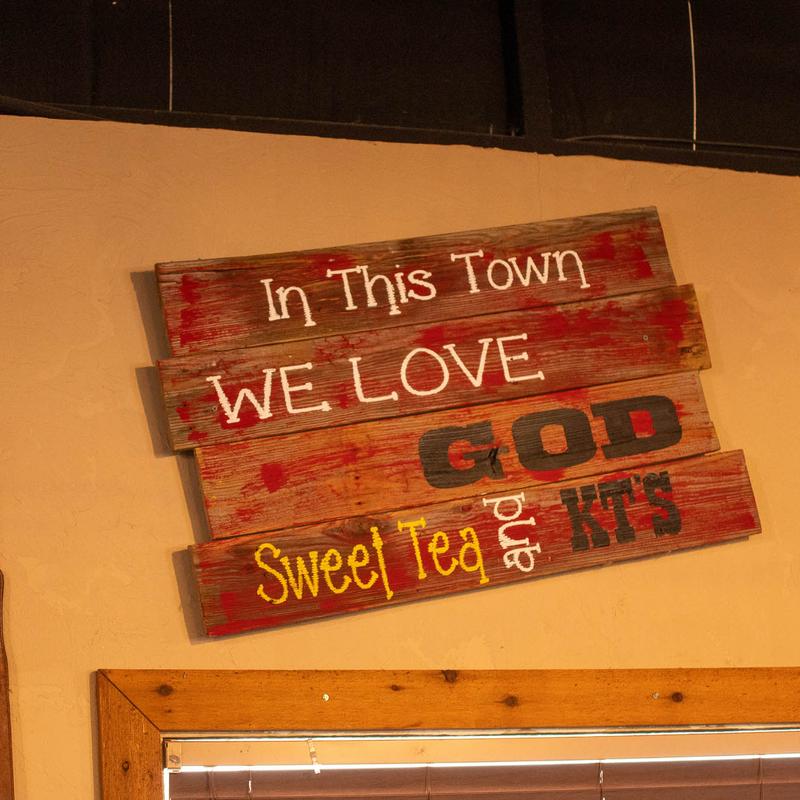 In This Town
WE LOVE
GOD
Sweet Tea and KT'S